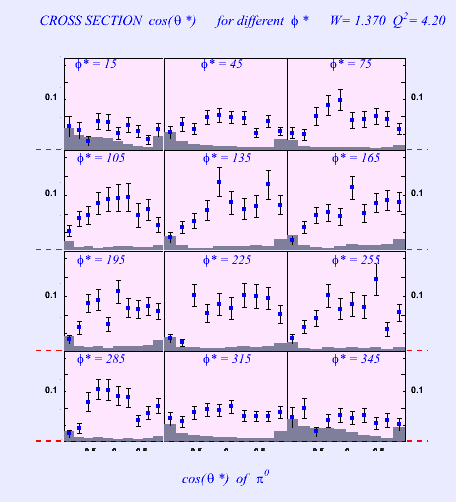 CROSS SECTION cos(θ*) for different ϕ* W= 1.370 Q²= 4.20
ϕ* = 15 ϕ* = 45 ϕ* = 75
0.1 0.1
ϕ* = 105 ϕ* = 135 ϕ* = 165
0.1 0.1
ϕ* = 195 ϕ* = 225 ϕ* = 255
0.1 0.1
ϕ* = 285 ϕ* = 315 ϕ* = 345
0.1 0.1
cos(θ*) of π⁰